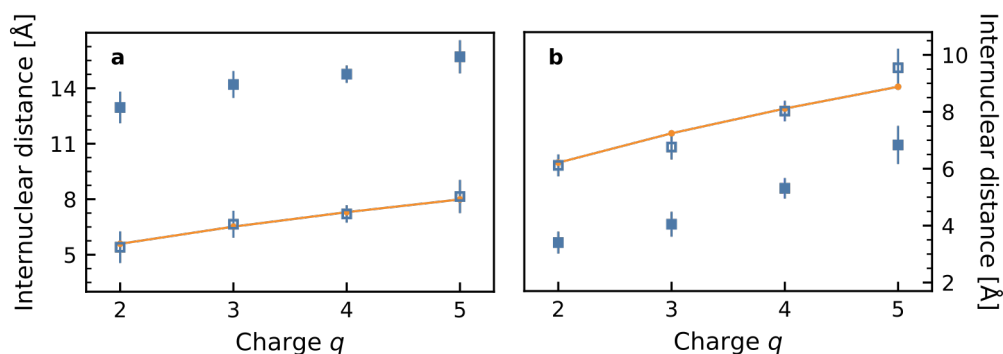 Internuclear distance [Å]
a
14
11
8
5
2 3 4 5
Charge q
b
10
8
6
4
2
2 3 4 5
Charge q
Internuclear distance [Å]